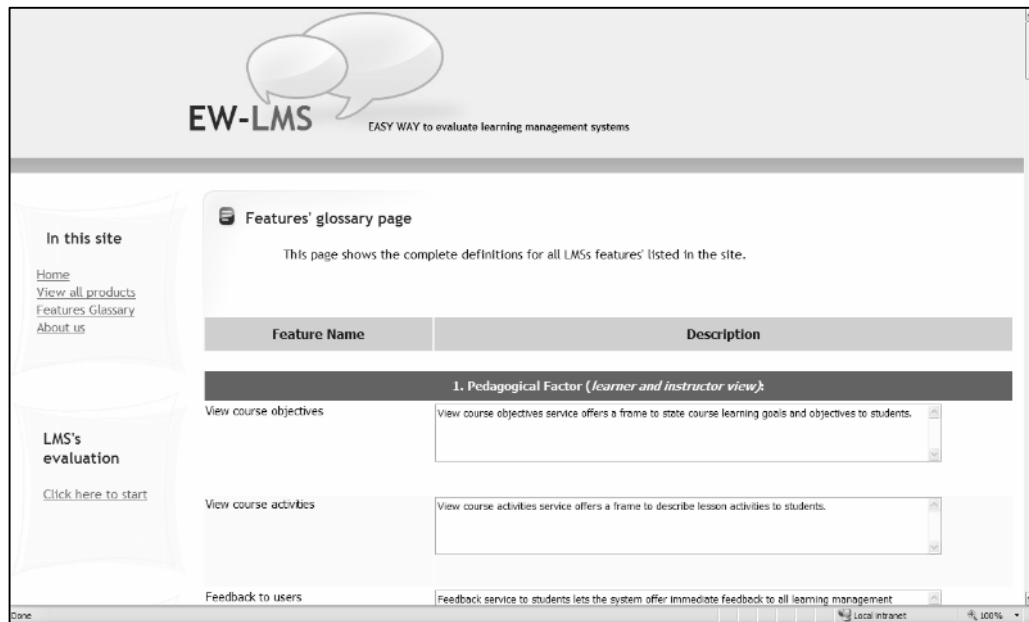 EW-LMS
EASY WAY to evaluate learning management systems
In this site
Home
View all products
Features Glassary
About us
LMS's
evaluation
Click here to start
Features' glossary page
This page shows the complete definitions for all LMSs features' listed in the site.
Feature Name Description
1. Pedagogical Factor (learner and instructor view):
View course objectives View course objectives service offers a frame to state course learning goals and objectives to students.
View course activities View course activities service offers a frame to describe lesson activities to students.
Feedback to users Feedback service to students lets the system offer immediate feedback to all learning management
Done Local intranet 100%